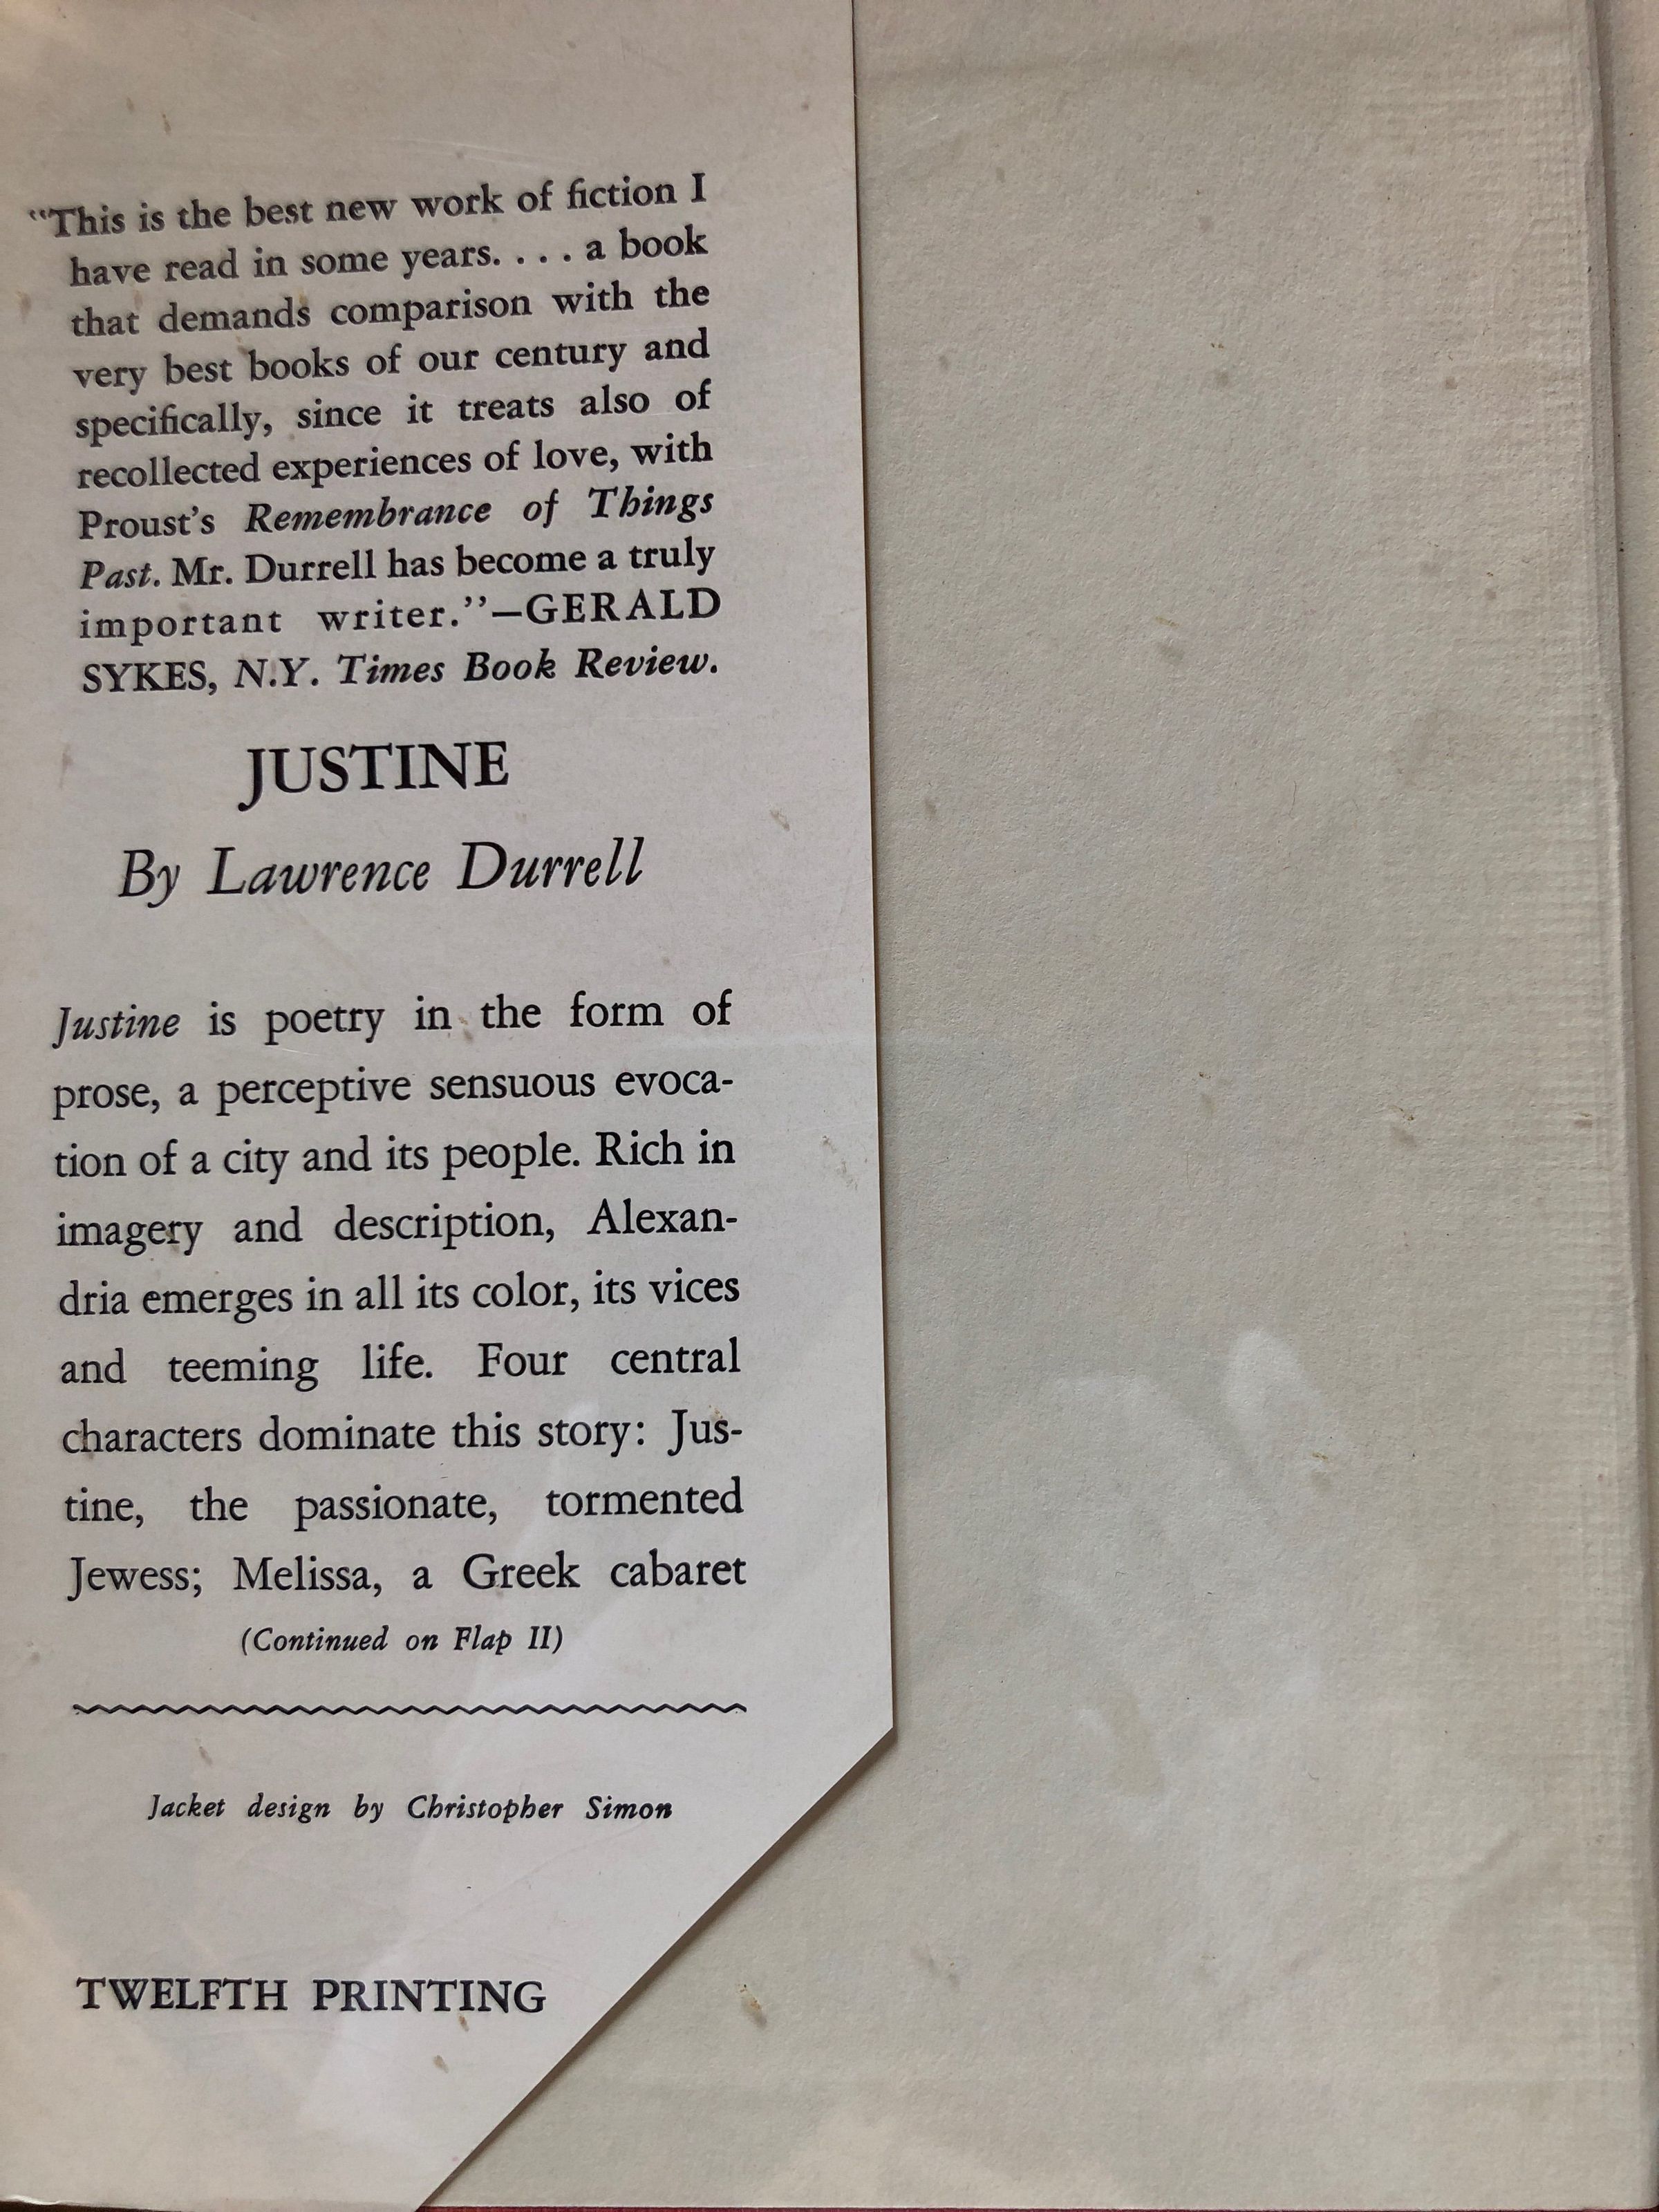 "This is the best new work of fiction I
have read in some years. . . . a book
that demands comparison with the
very best books of our century and
specifically, since it treats also of
recollected experiences of love, with
Proust's Remembrance of Things
Past. Mr. Durrell has become a truly
important writer."—GERALD
SYKES, N.Y. Times Book Review.
JUSTINE
By Lawrence Durrell
Justine is poetry in the form of
prose, a perceptive sensuous evoca-
tion of a city and its people. Rich in
imagery and description, Alexan-
dria emerges in all its color, its vices
and teeming life. Four central
characters dominate this story: Jus-
tine, the passionate, tormented
Jewess; Melissa, a Greek cabaret
(Continued on Flap II)
Jacket design by Christopher Simon
TWELFTH PRINTING